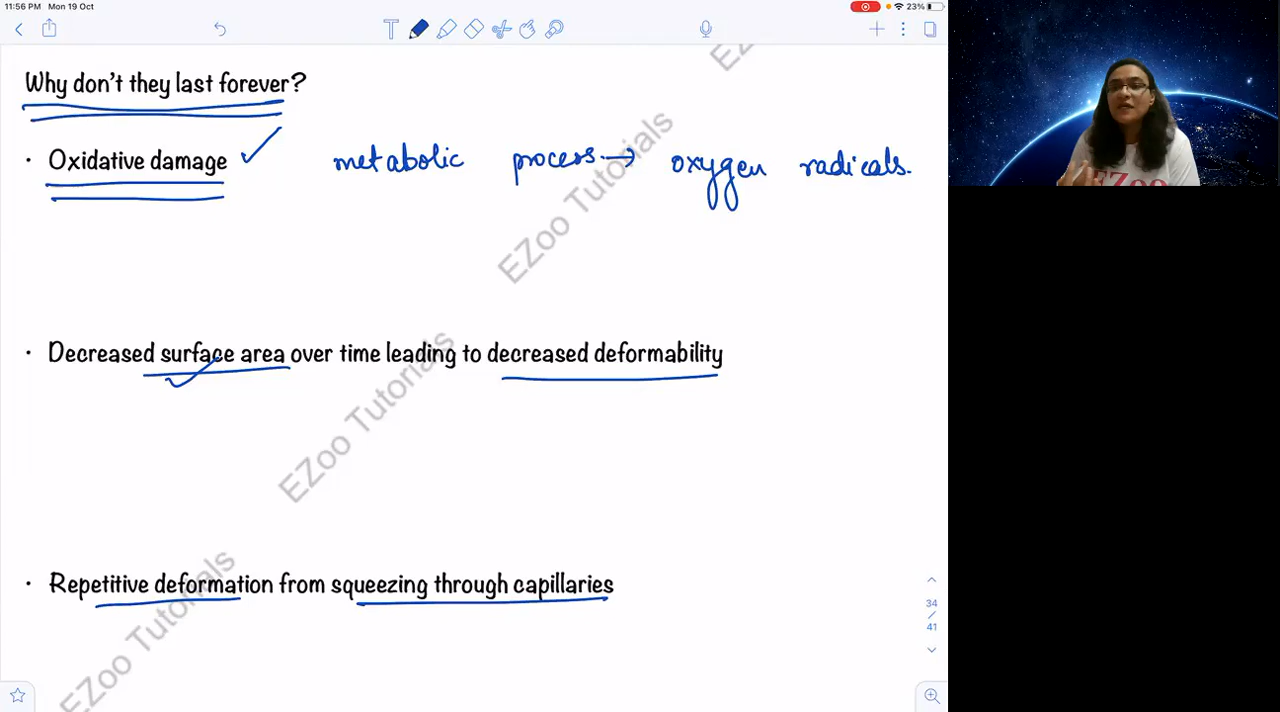 11:56 PM Mon 19 Oct
23%
Why don't they last forever?
• Oxidative damage metabolic process → oxygen radicals.
• Decreased surface area over time leading to decreased deformability
• Repetitive deformation from squeezing through capillaries
EZoo Tutorials
EZoo Tutorials
EZoo Tutorials
EZ
EZoo
34
/
41
T